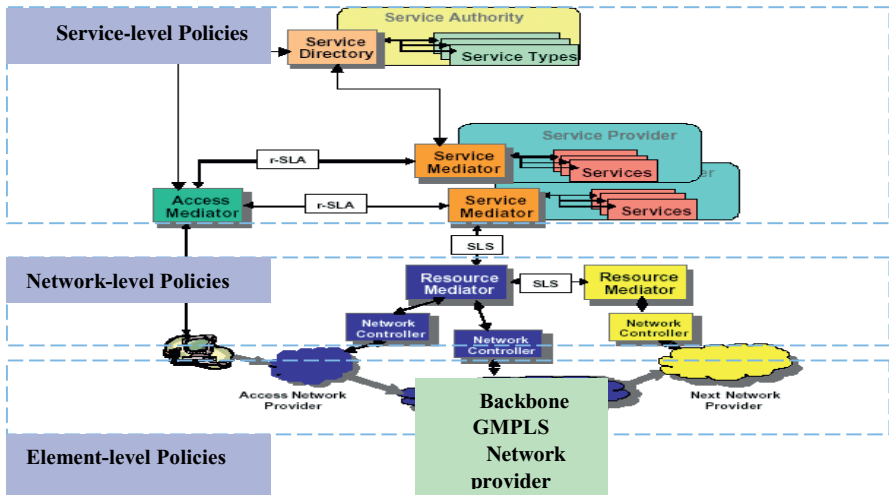 Service Authority
Service-level Policies
Service
Directory
Service Types
Service Provider
r-SLA
Service
Mediator
Services
er
Access
Mediator
r-SLA
Service
Mediator
Services
SLS
Network-level Policies
Resource
Mediator
SLS
Resource
Mediator
Network
Controller
Network
Controller
Network
Controller
Access Network
Provider
Next Network
Provider
Backbone
GMPLS
Network
provider
Element-level Policies